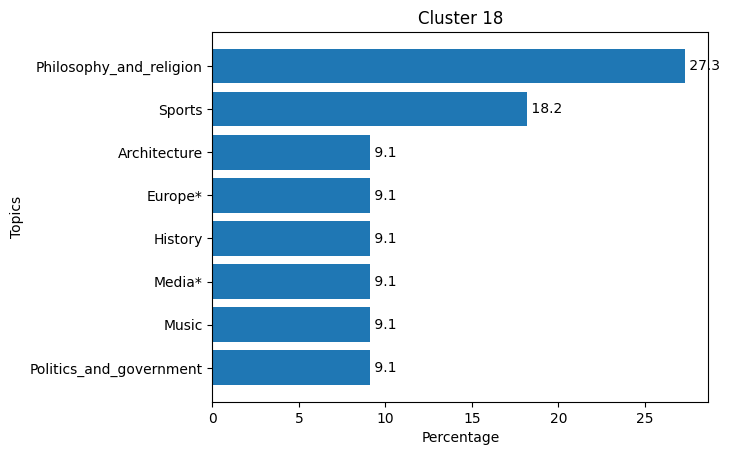 Cluster 18
Topics
Philosophy_and_religion 27.3
Sports 18.2
Architecture 9.1
Europe* 9.1
History 9.1
Media* 9.1
Music 9.1
Politics_and_government 9.1
0 5 10 15 20 25
Percentage